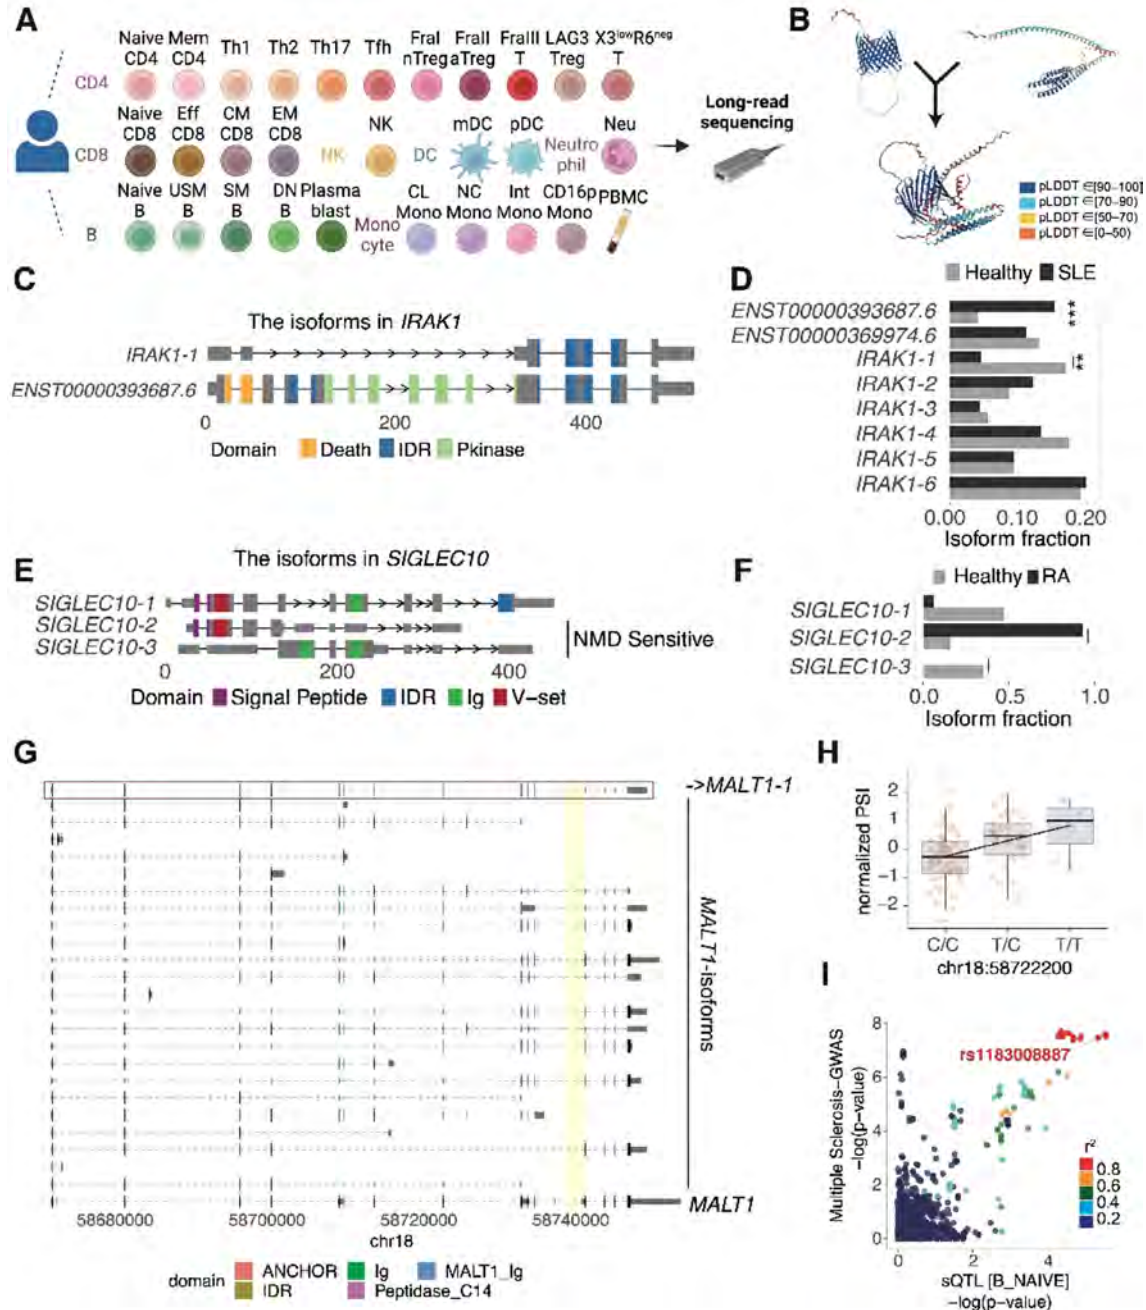 A
Naive Mem Th1 Th2 Th17 Tfh FraI FraII FraIII LAG3 X3lowR6neg
CD4 CD4 nTreg aTreg T Treg T
CD4
Naive Eff CM EM
CD8 CD8 CD8 CD8 NK mDC pDC Neu
CD8 NK DC Neutro
phil
Naive USM SM DN Plasma CL NC Int CD16p PBMC
B B B B blast Mono Mono Mono Mono
B Mono
cyte
Long-read
sequencing
B
pLDDT ∈[90–100]
pLDDT ∈[70–90)
pLDDT ∈[50–70)
pLDDT ∈[0–50)
C
The isoforms in IRAK1
IRAK1-1
ENST00000393687.6
0 200 400
Domain Death IDR Pkinase
D
Healthy SLE
ENST00000393687.6 ***
ENST00000369974.6
IRAK1-1 **
IRAK1-2
IRAK1-3
IRAK1-4
IRAK1-5
IRAK1-6
0.00 0.10 0.20
Isoform fraction
E
The isoforms in SIGLEC10
SIGLEC10-1
SIGLEC10-2
SIGLEC10-3
NMD Sensitive
0 200 400
Domain Signal Peptide IDR Ig V-set
F
Healthy RA
SIGLEC10-1
SIGLEC10-2
SIGLEC10-3
0 0.5 1.0
Isoform fraction
G
->MALT1-1
MALT1-isoforms
MALT1
58680000 58700000 58720000 58740000
chr18
domain ANCHOR Ig MALT1_Ig
IDR Peptidase_C14
H
normalized PSI
2
1
0
−1
−2
C/C T/C T/T
chr18:58722200
I
Multiple Sclerosis-GWAS
-log(p-value)
8
6
4
2
0
rs1183008887
r²
0.8
0.6
0.4
0.2
0 2 4
sQTL [B_NAIVE]
-log(p-value)